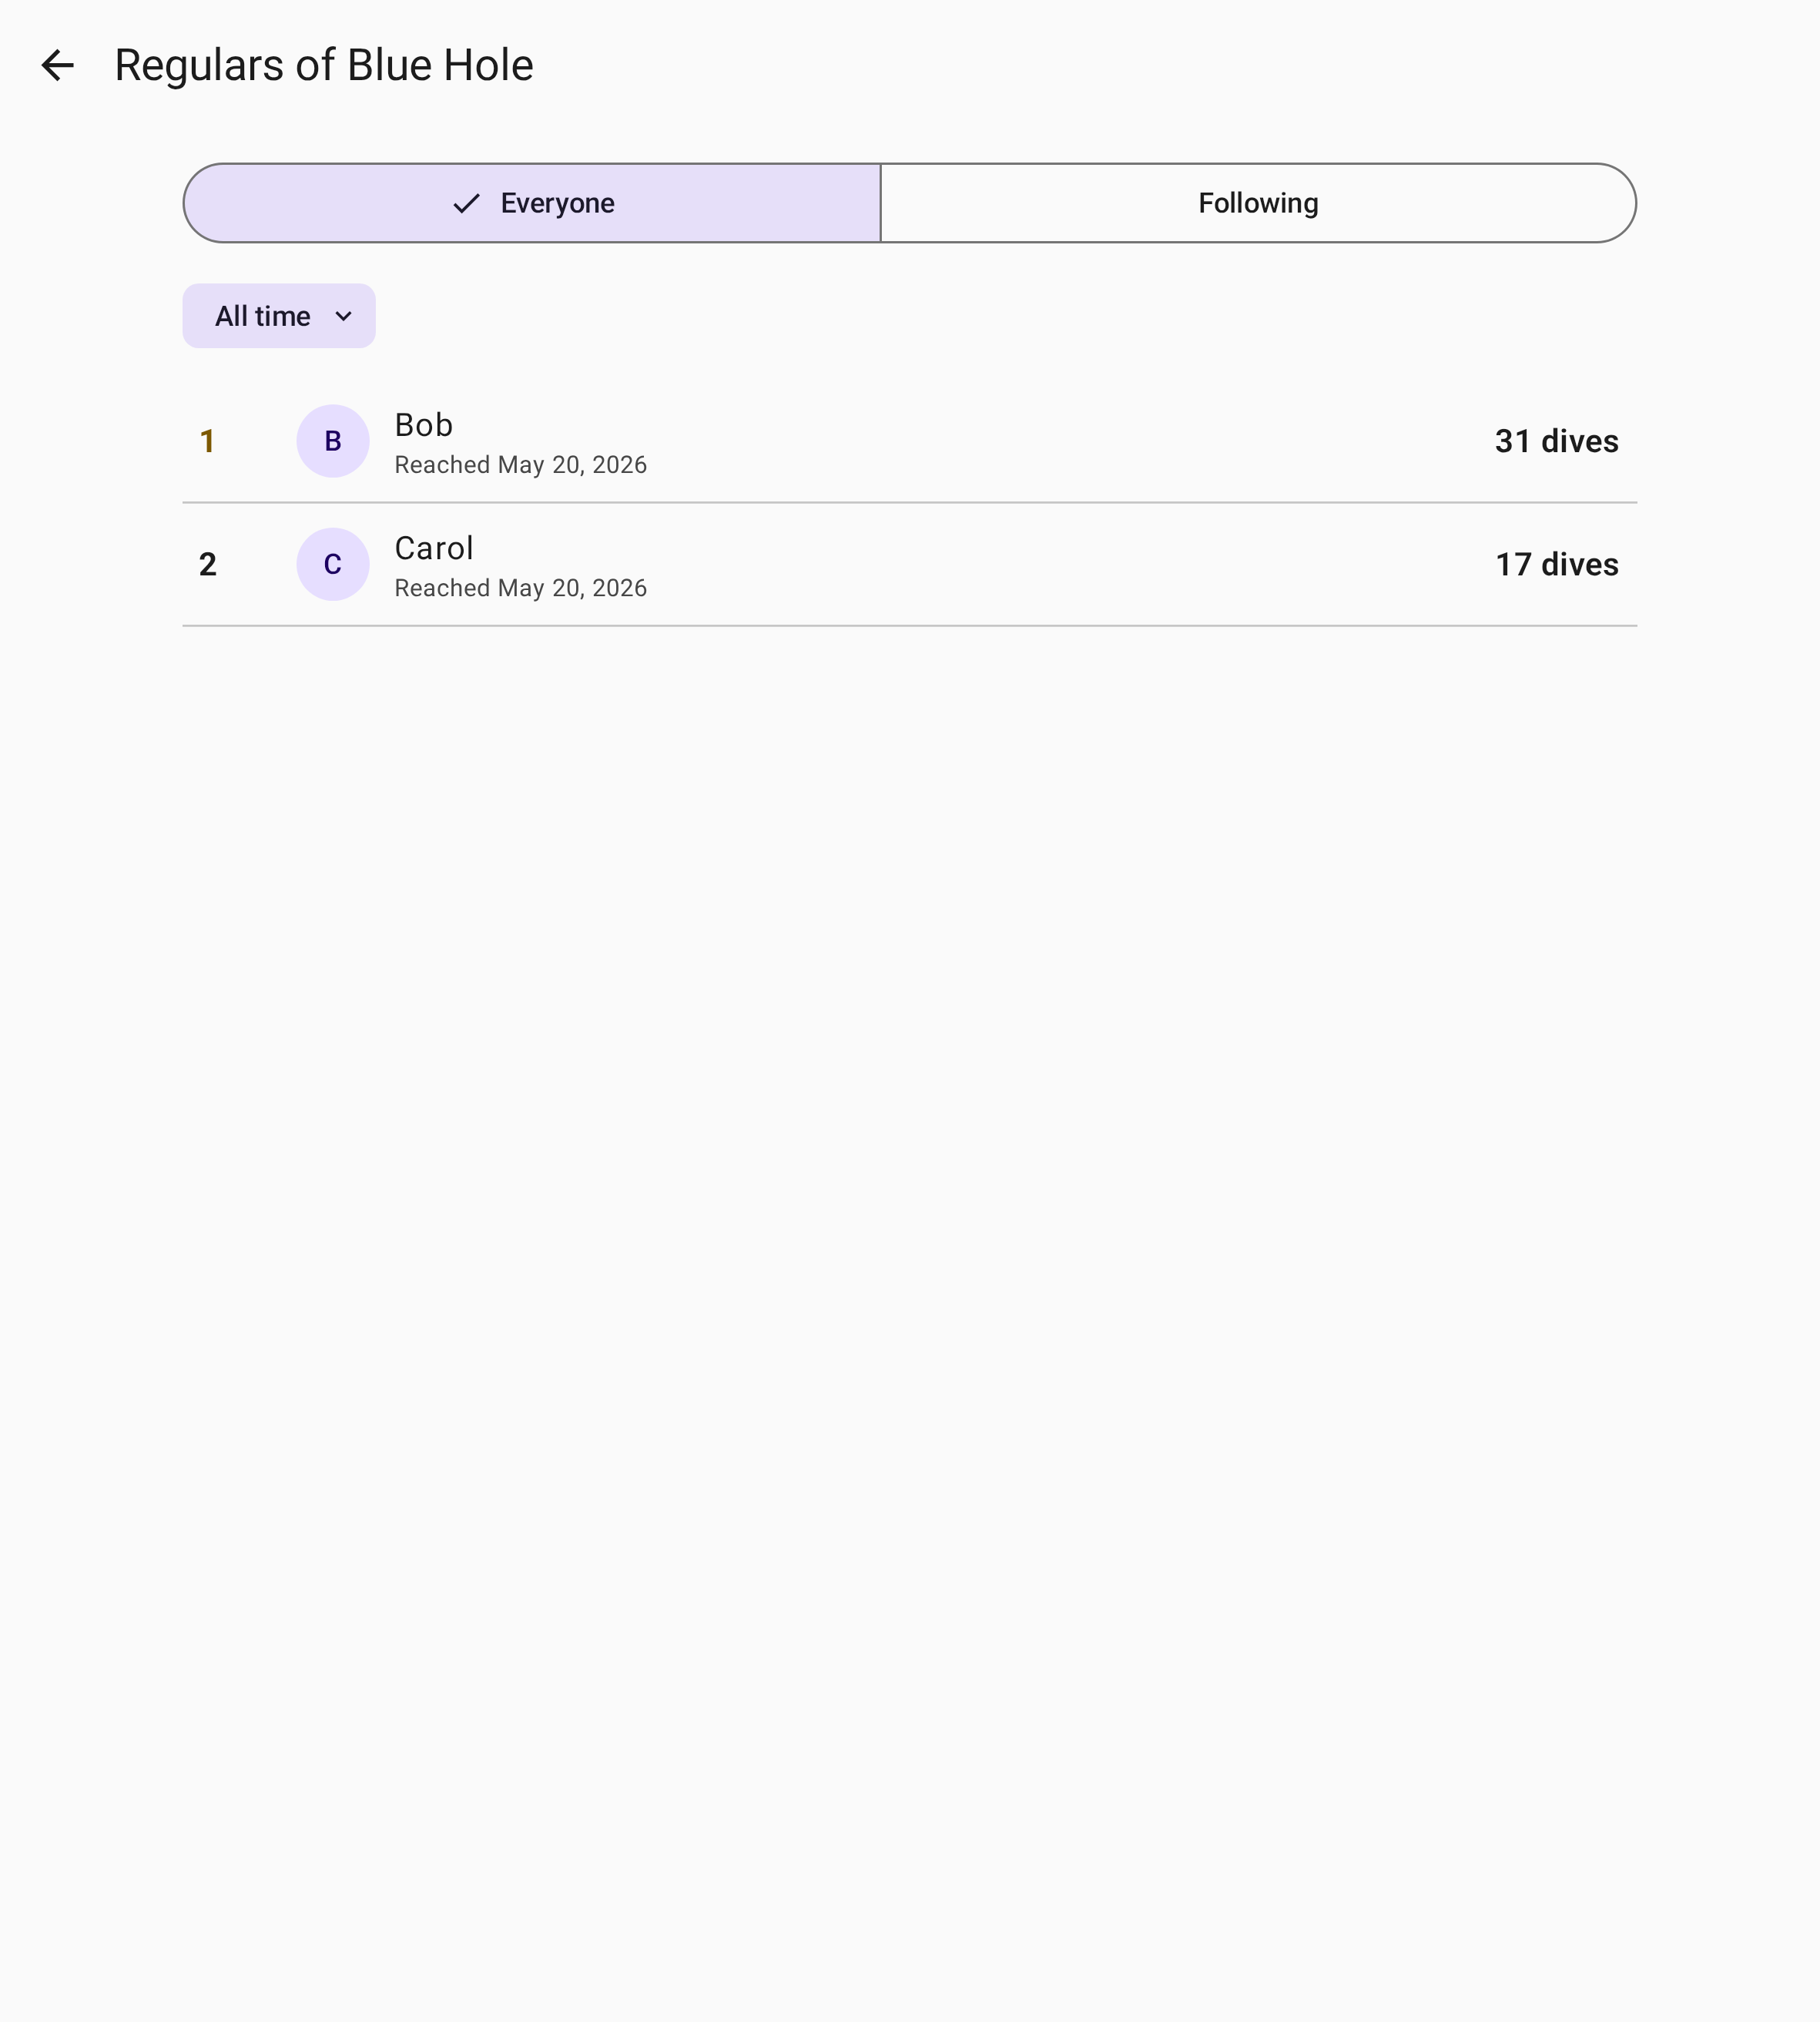 Regulars of Blue Hole
Everyone
Following
All time
1
B
Bob
Reached May 20, 2026
31 dives
2
C
Carol
Reached May 20, 2026
17 dives